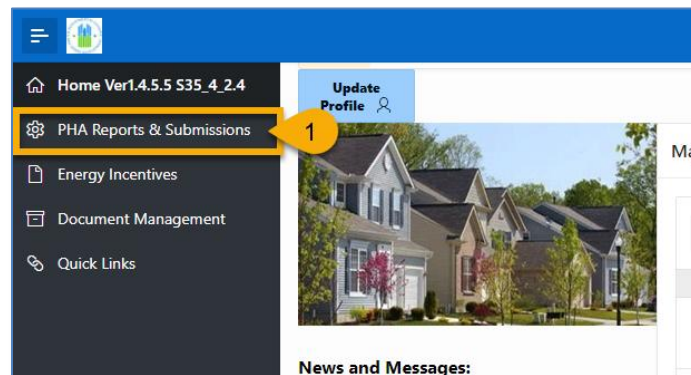 Home Ver1.4.5.5 S35_4_2.4
PHA Reports & Submissions
1
Energy Incentives
Document Management
Quick Links
Update
Profile
Ma
News and Messages: